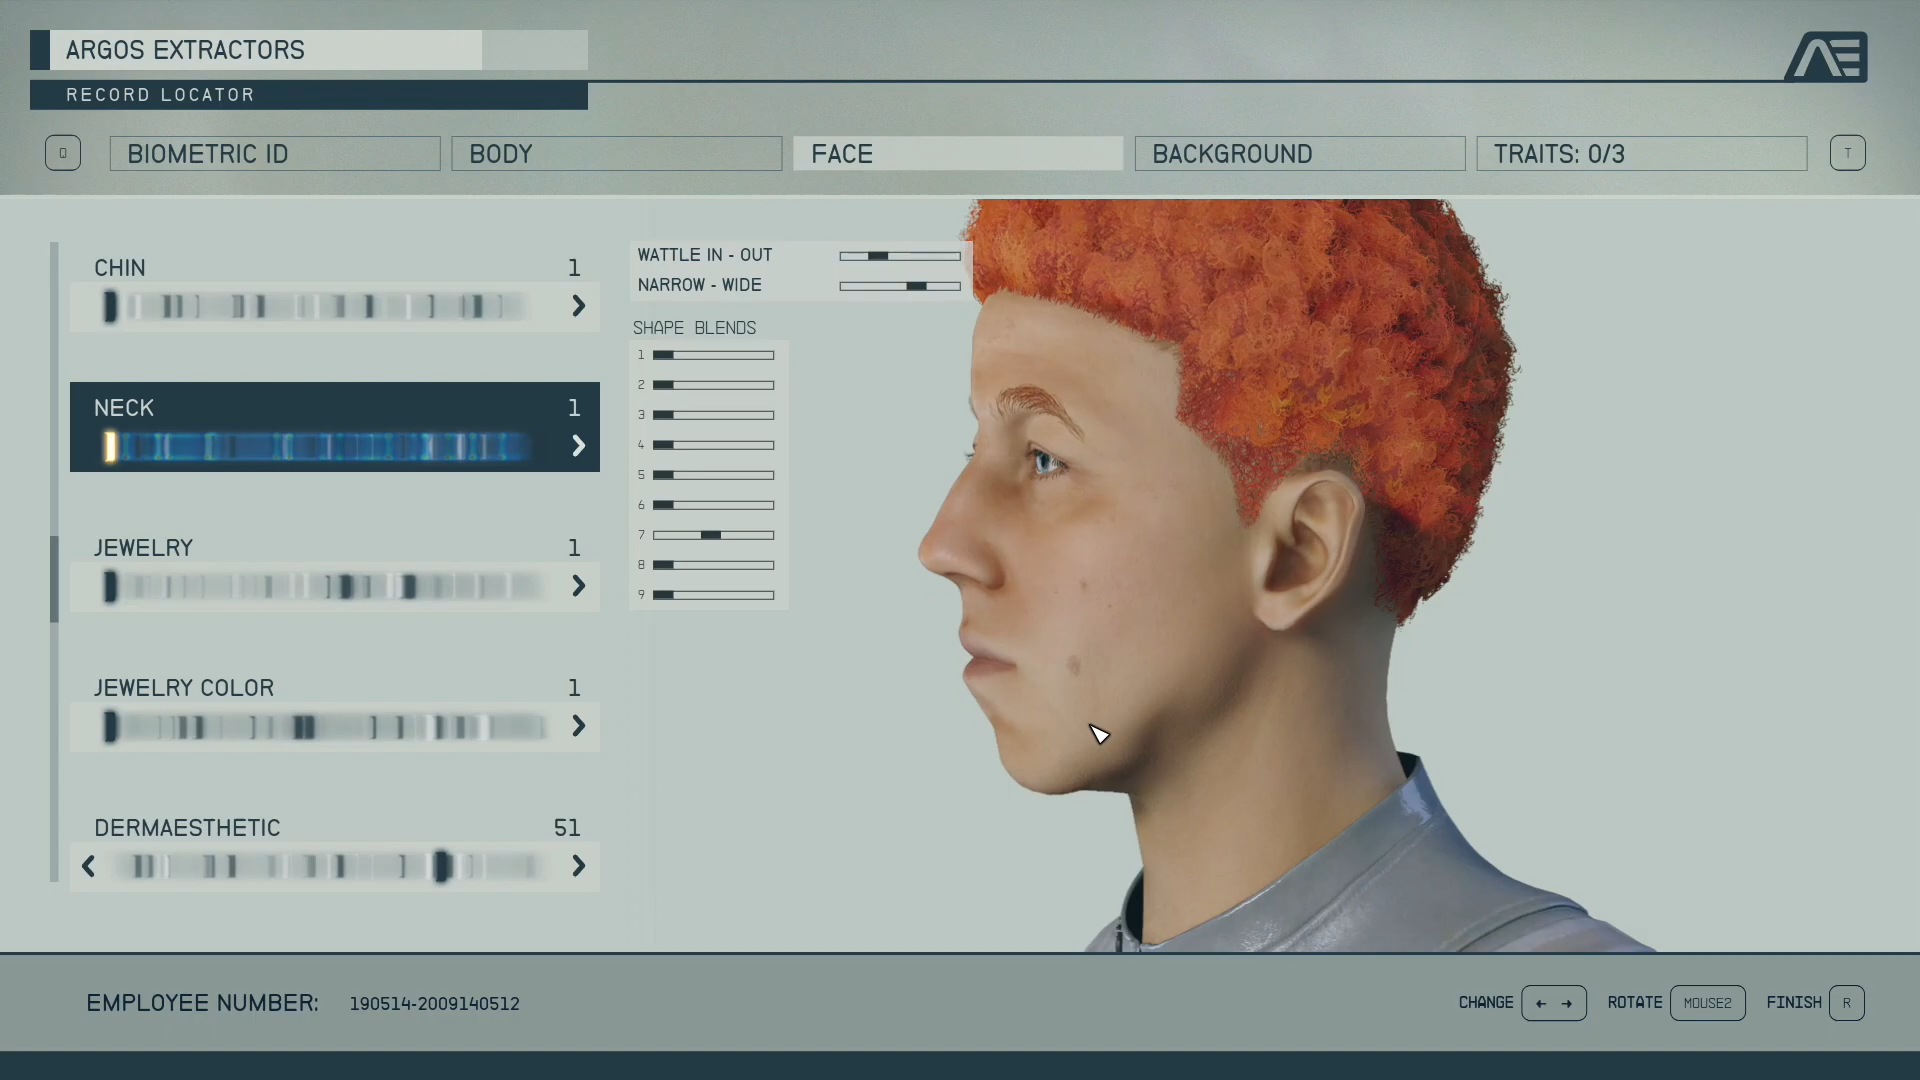 ARGOS EXTRACTORS
RECORD LOCATOR
BIOMETRIC ID
BODY
FACE
BACKGROUND
TRAITS: 0/3
T
CHIN 1
NECK 1
JEWELRY 1
JEWELRY COLOR 1
DERMAESTHETIC 51
WATTLE IN - OUT
NARROW - WIDE
SHAPE BLENDS
1
2
3
4
5
6
7
8
9
EMPLOYEE NUMBER: 190514-2009140512
CHANGE ← →
ROTATE MOUSE2
FINISH R